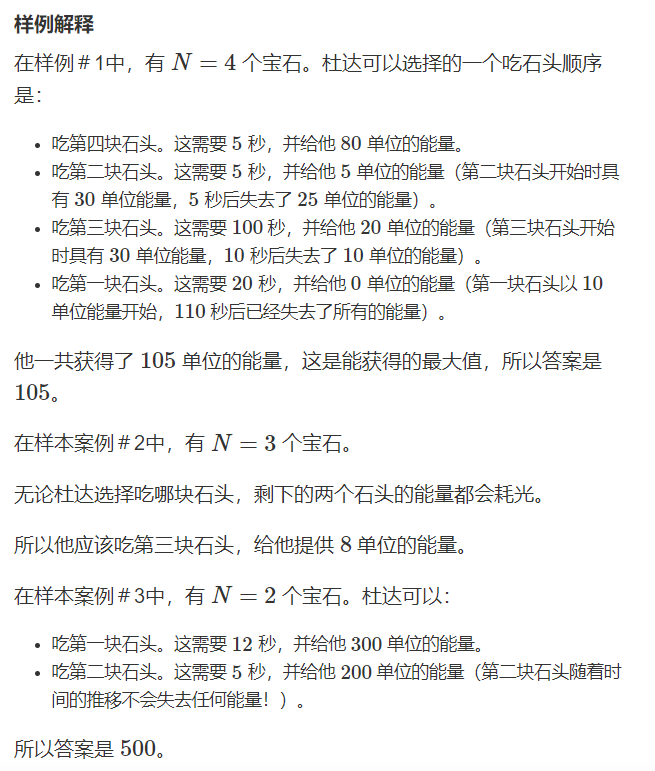 样例解释
在样例＃1中，有 N = 4 个宝石。杜达可以选择的一个吃石头顺序
是：
• 吃第四块石头。这需要 5 秒，并给他 80 单位的能量。
• 吃第二块石头。这需要 5 秒，并给他 5 单位的能量（第二块石头开始时具
有 30 单位能量，5 秒后失去了 25 单位的能量）。
• 吃第三块石头。这需要 100 秒，并给他 20 单位的能量（第三块石头开始
时具有 30 单位能量，10 秒后失去了 10 单位的能量）。
• 吃第一块石头。这需要 20 秒，并给他 0 单位的能量（第一块石头以 10
单位能量开始，110 秒后已经失去了所有的能量）。
他一共获得了 105 单位的能量，这是能获得的最大值，所以答案是
105。
在样本案例＃2中，有 N = 3 个宝石。
无论杜达选择吃哪块石头，剩下的两个石头的能量都会耗光。
所以他应该吃第三块石头，给他提供 8 单位的能量。
在样本案例＃3中，有 N = 2 个宝石。杜达可以：
• 吃第一块石头。这需要 12 秒，并给他 300 单位的能量。
• 吃第二块石头。这需要 5 秒，并给他 200 单位的能量（第二块石头随着时
间的推移不会失去任何能量！）。
所以答案是 500。